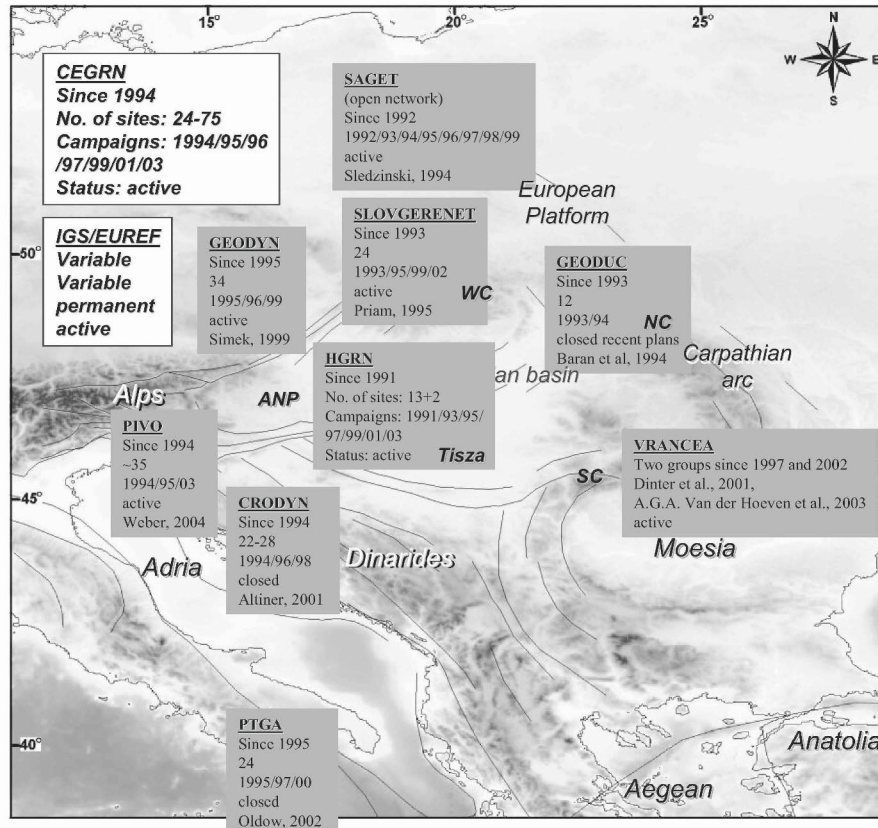 15°
20°
25°
N
W
E
S
CEGRN
Since 1994
No. of sites: 24-75
Campaigns: 1994/95/96
/97/99/01/03
Status: active
SAGET
(open network)
Since 1992
1992/93/94/95/96/97/98/99
active
Sledzinski, 1994
European
Platform
50°
IGS/EUREF
Variable
Variable
permanent
active
GEODYN
Since 1995
34
1995/96/99
active
Simek, 1999
SLOVGERENET
Since 1993
24
1993/95/99/02
active
Priam, 1995
WC
GEODUC
Since 1993
12
1993/94
closed recent plans
Baran et al, 1994
NC
Carpathian
arc
HGRN
Since 1991
No. of sites: 13+2
Campaigns: 1991/93/95/
97/99/01/03
Status: active
Tisza
an basin
Alps
ANP
PIVO
Since 1994
~35
1994/95/03
active
Weber, 2004
45°
CRODYN
Since 1994
22-28
1994/96/98
closed
Altiner, 2001
SC
VRANCEA
Two groups since 1997 and 2002
Dinter et al., 2001,
A.G.A. Van der Hoeven et al., 2003
active
Moesia
Adria
Dinarides
40°
PTGA
Since 1995
24
1995/97/00
closed
Oldow, 2002
Anatolia
Aegean